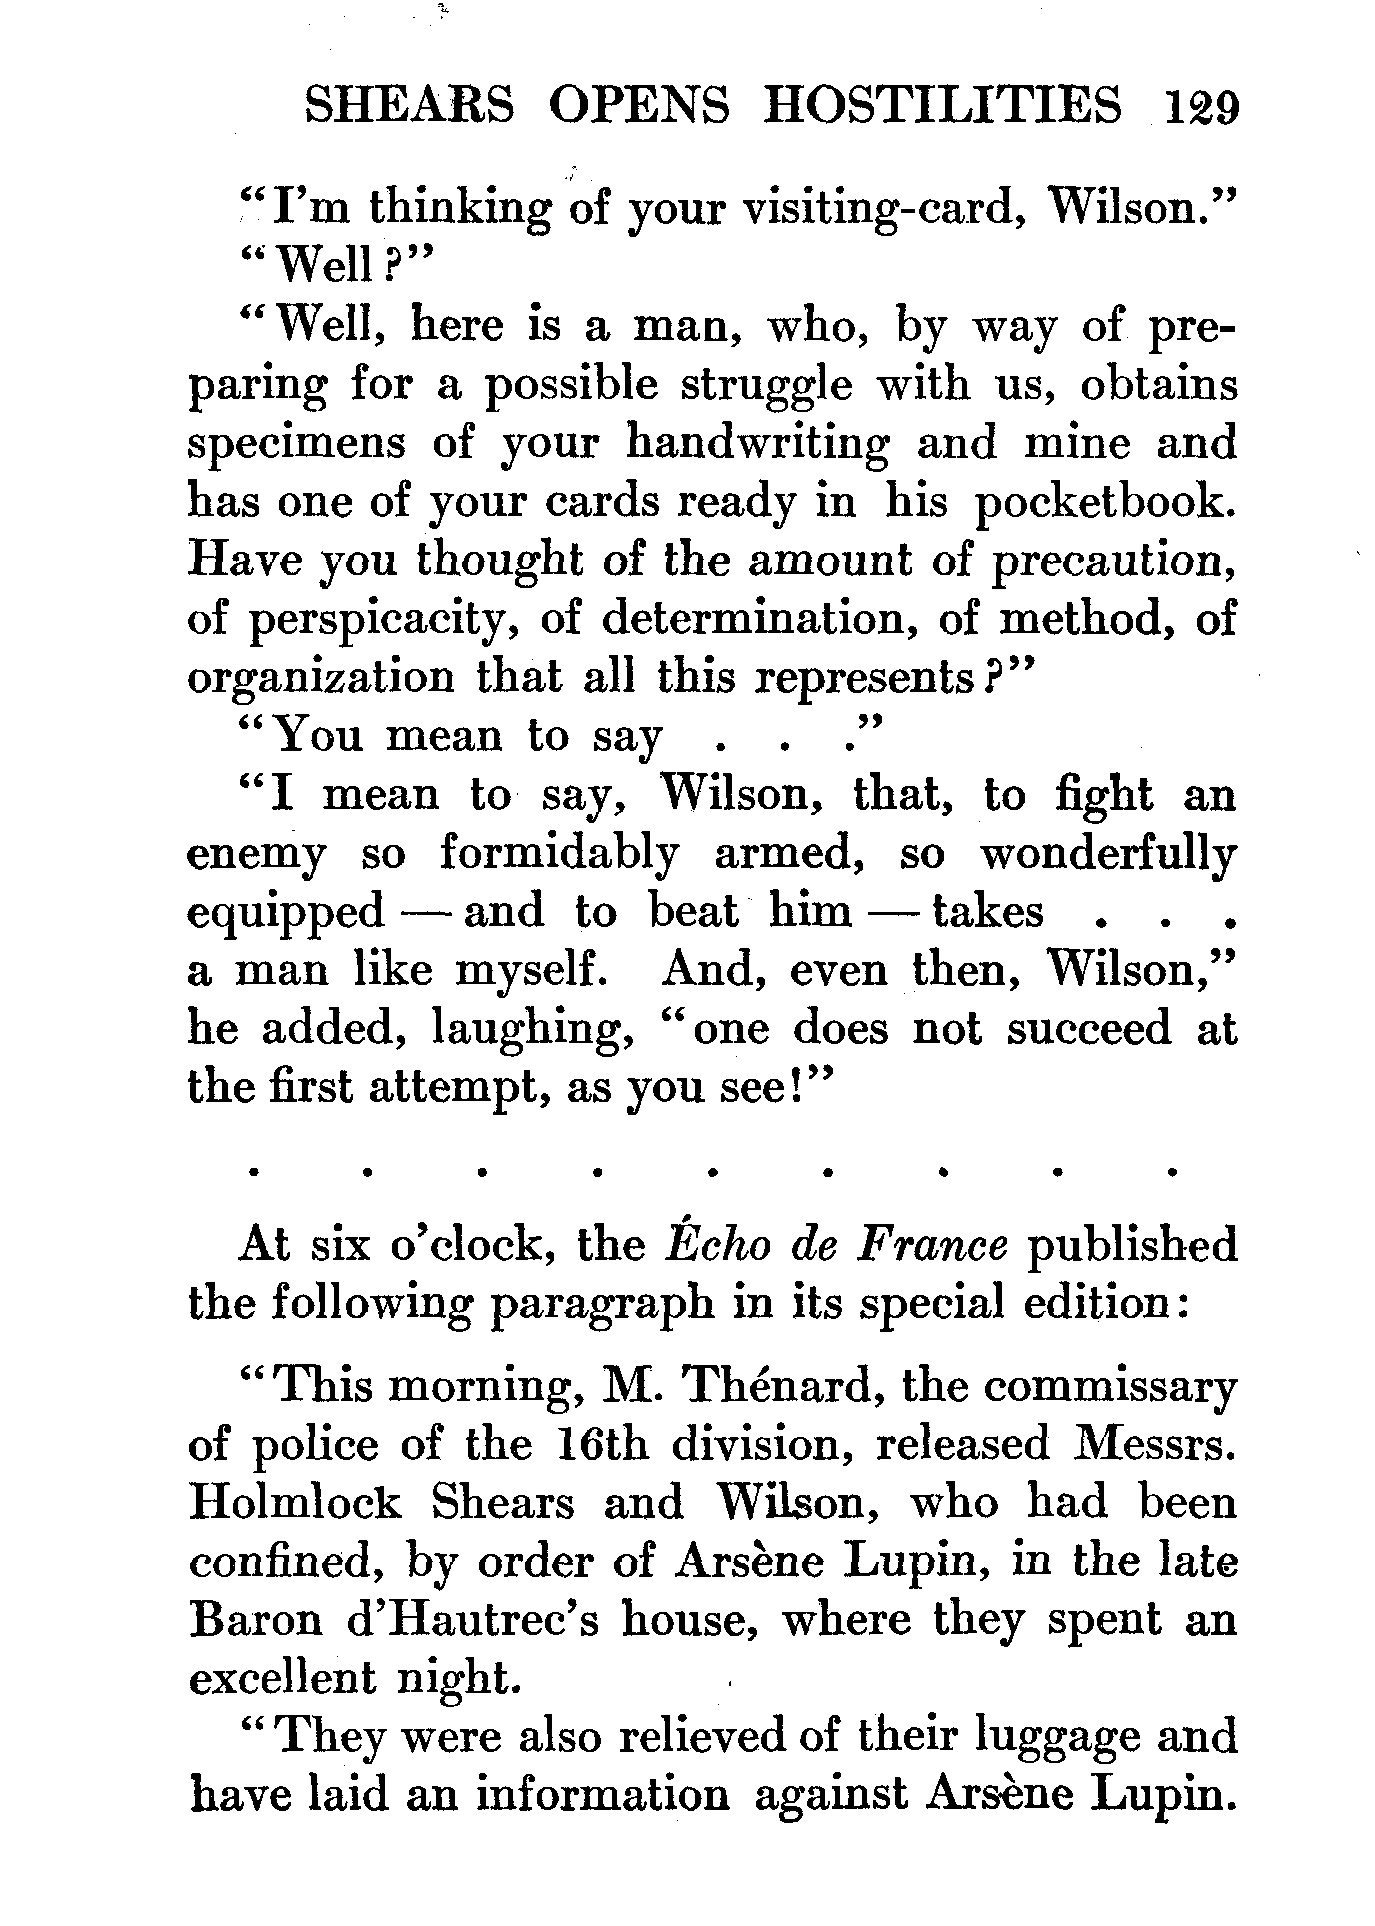 SHEARS OPENS HOSTILITIES 129
“I’m thinking of your visiting-card, Wilson.”
“Well?”
“Well, here is a man, who, by way of pre-
paring for a possible struggle with us, obtains
specimens of your handwriting and mine and
has one of your cards ready in his pocketbook.
Have you thought of the amount of precaution,
of perspicacity, of determination, of method, of
organization that all this represents?”
“You mean to say . . .”
“I mean to say, Wilson, that, to fight an
enemy so formidably armed, so wonderfully
equipped — and to beat him — takes . . .
a man like myself. And, even then, Wilson,”
he added, laughing, “one does not succeed at
the first attempt, as you see!”
. . . . . . . . .
At six o’clock, the Écho de France published
the following paragraph in its special edition:
“This morning, M. Thénard, the commissary
of police of the 16th division, released Messrs.
Holmlock Shears and Wilson, who had been
confined, by order of Arsène Lupin, in the late
Baron d’Hautrec’s house, where they spent an
excellent night.
“They were also relieved of their luggage and
have laid an information against Arsène Lupin.